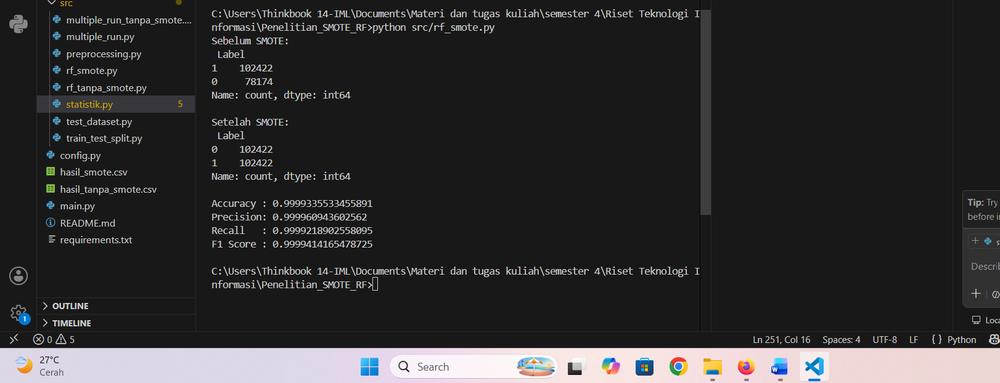 src
multiple_run_tanpa_smote....
multiple_run.py
preprocessing.py
rf_smote.py
rf_tanpa_smote.py
statistik.py 5
test_dataset.py
train_test_split.py
config.py
hasil_smote.csv
hasil_tanpa_smote.csv
main.py
README.md
requirements.txt
OUTLINE
TIMELINE
1
C:\Users\Thinkbook 14-IML\Documents\Materi dan tugas kuliah\semester 4\Riset Teknologi I
nformasi\Penelitian_SMOTE_RF>python src/rf_smote.py
Sebelum SMOTE:
Label
1 102422
0 78174
Name: count, dtype: int64
Setelah SMOTE:
Label
0 102422
1 102422
Name: count, dtype: int64
Accuracy : 0.9999335533455891
Precision: 0.999960943602562
Recall : 0.9999218902558095
F1 Score : 0.9999414165478725
C:\Users\Thinkbook 14-IML\Documents\Materi dan tugas kuliah\semester 4\Riset Teknologi I
nformasi\Penelitian_SMOTE_RF>
Tip: Try
before i
s
Describ
Loca
0 5
Ln 251, Col 16 Spaces: 4 UTF-8 LF {} Python
27°C
Cerah
Search